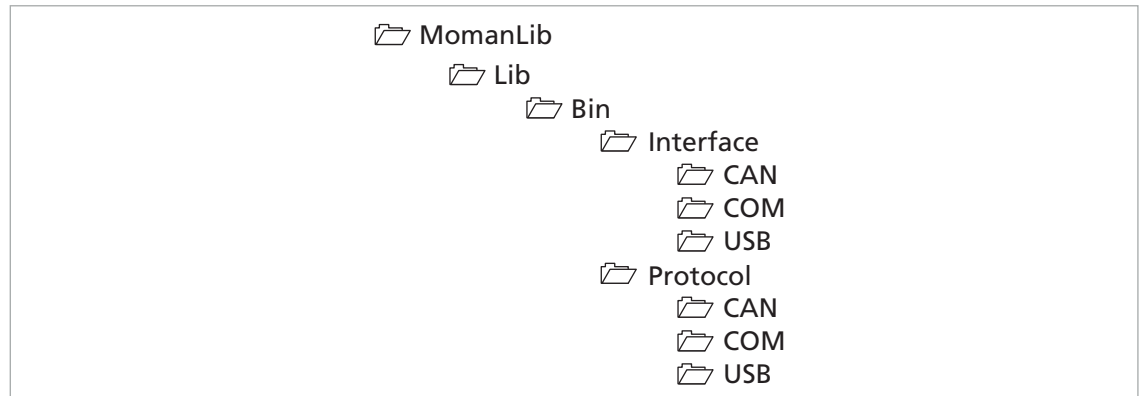 MomanLib
Lib
Bin
Interface
CAN
COM
USB
Protocol
CAN
COM
USB